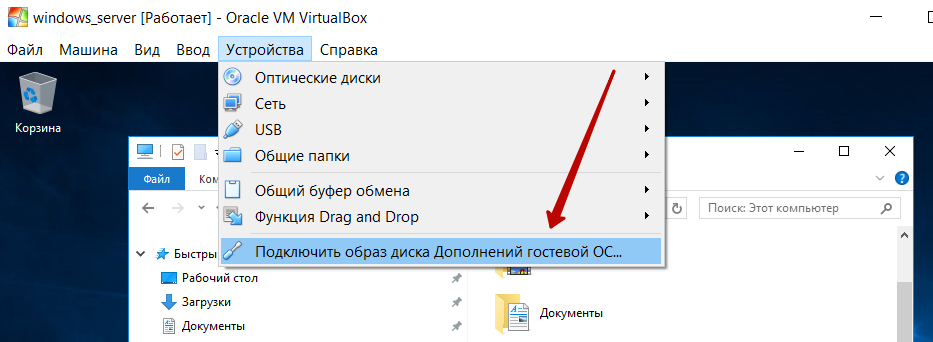 windows_server [Работает] - Oracle VM VirtualBox
Файл Машина Вид Ввод Устройства Справка
Корзина
Оптические диски
Сеть
USB
Общие папки
Общий буфер обмена
Функция Drag and Drop
Подключить образ диска Дополнений гостевой ОС...
Файл Ком
Поиск: Этот компьютер
Быстры
Рабочий стол
Загрузки
Документы
Документы